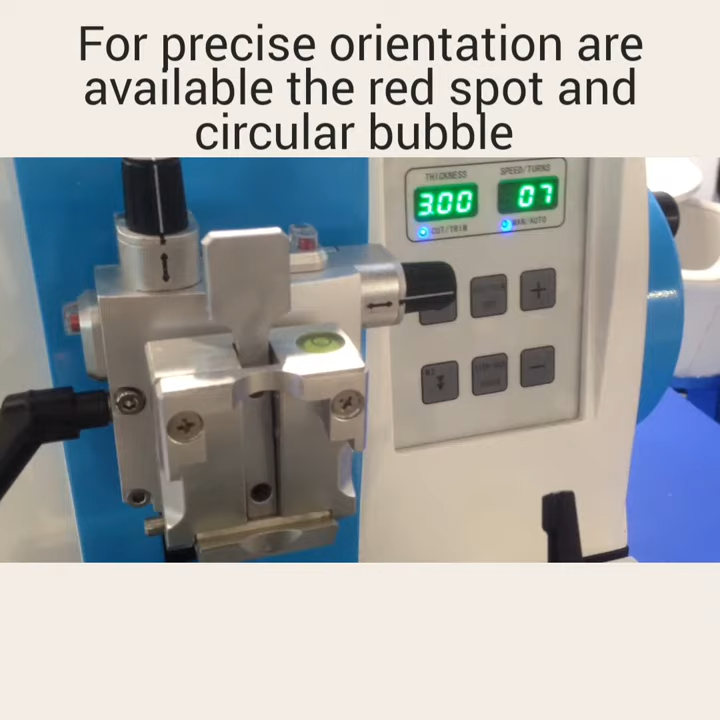 For precise orientation are
available the red spot and
circular bubble
THICKNESS SPEED/TURNS
3.00 07
CUT/TRIM MAN/AUTO
+
−